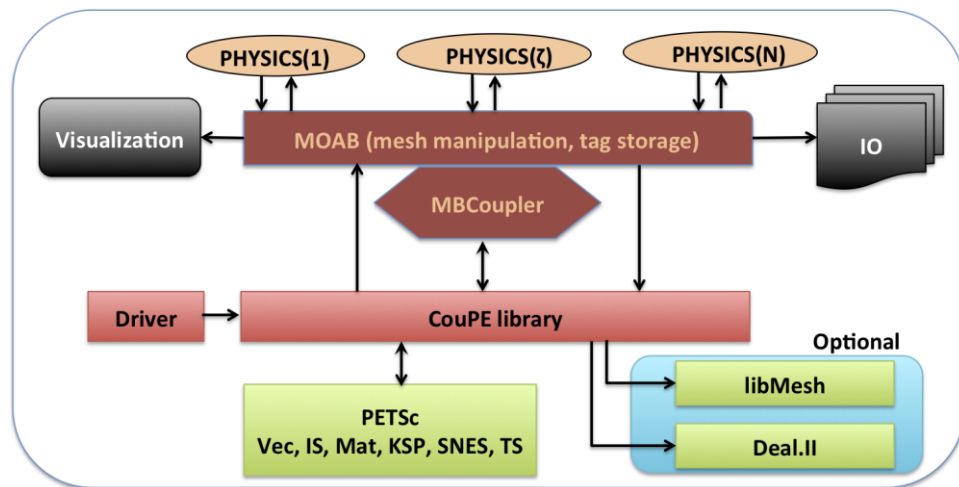 PHYSICS(1)
PHYSICS(ζ)
PHYSICS(N)
Visualization
MOAB (mesh manipulation, tag storage)
IO
MBCoupler
Driver
CouPE library
Optional
libMesh
PETSc
Vec, IS, Mat, KSP, SNES, TS
Deal.II